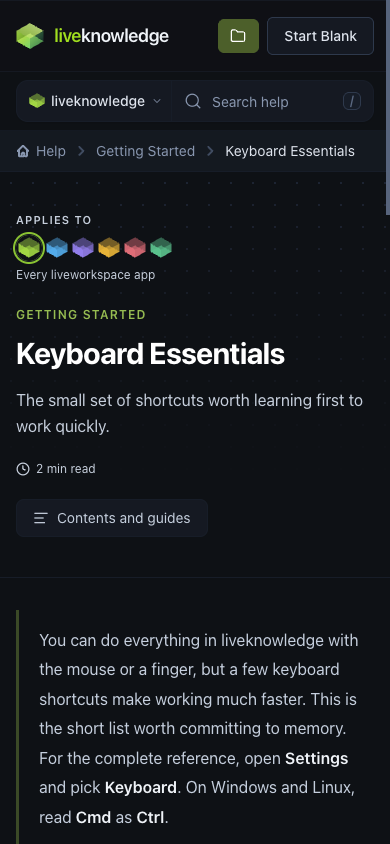 liveknowledge
Start Blank
liveknowledge
Search help
/
Help
Getting Started
Keyboard Essentials
APPLIES TO
Every liveworkspace app
GETTING STARTED
Keyboard Essentials
The small set of shortcuts worth learning first to
work quickly.
2 min read
Contents and guides
You can do everything in liveknowledge with
the mouse or a finger, but a few keyboard
shortcuts make working much faster. This is
the short list worth committing to memory.
For the complete reference, open Settings
and pick Keyboard. On Windows and Linux,
read Cmd as Ctrl.